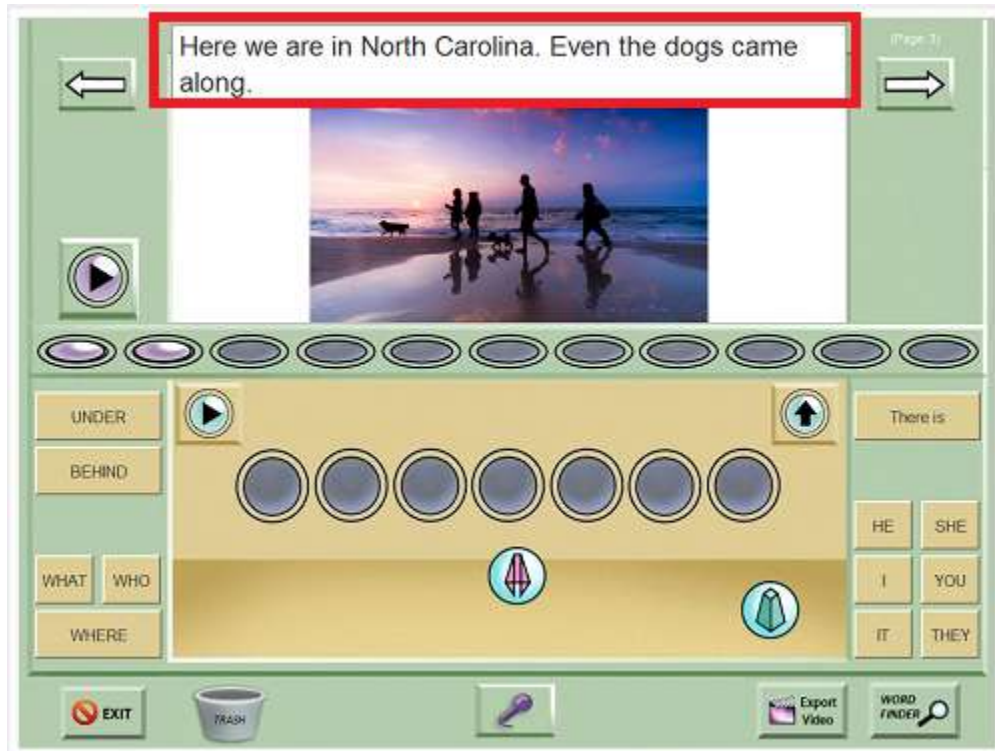 Here we are in North Carolina. Even the dogs came
along.
(Page 3)
UNDER
There is
BEHIND
HE
SHE
WHAT
WHO
I
YOU
WHERE
IT
THEY
EXIT
TRASH
Export
Video
WORD
FINDER